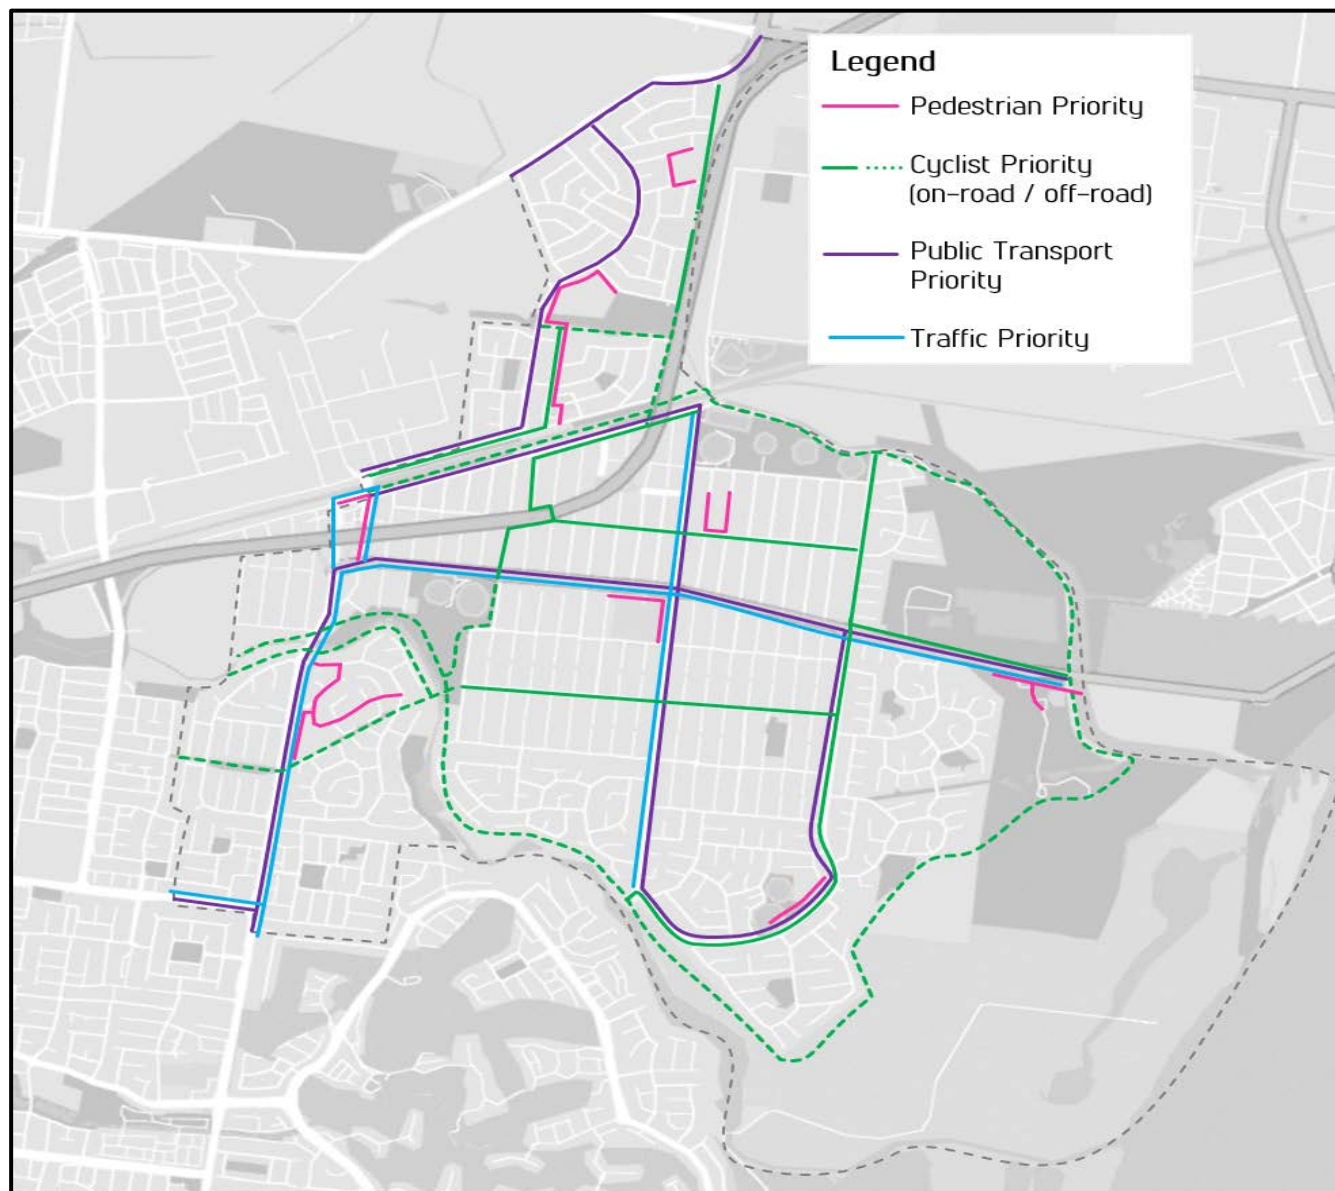 Legend
Pedestrian Priority
Cyclist Priority
(on-road / off-road)
Public Transport
Priority
Traffic Priority